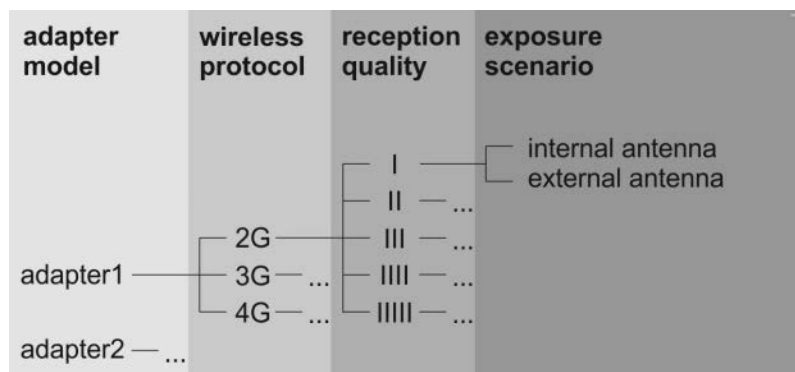 adapter model
wireless protocol
reception quality
exposure scenario
I
internal antenna
external antenna
II ...
2G
III ...
adapter1
3G ...
IIII ...
4G ...
IIIII ...
adapter2 ...